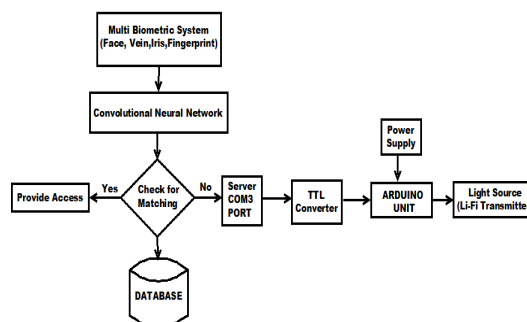 Multi Biometric System
(Face, Vein,Iris,Fingerprint)
Convolutional Neural Network
Power
Supply
Provide Access
Yes
Check for
Matching
No
Server
COM3
PORT
TTL
Converter
ARDUINO
UNIT
Light Source
(Li-Fi Transmitte
DATABASE